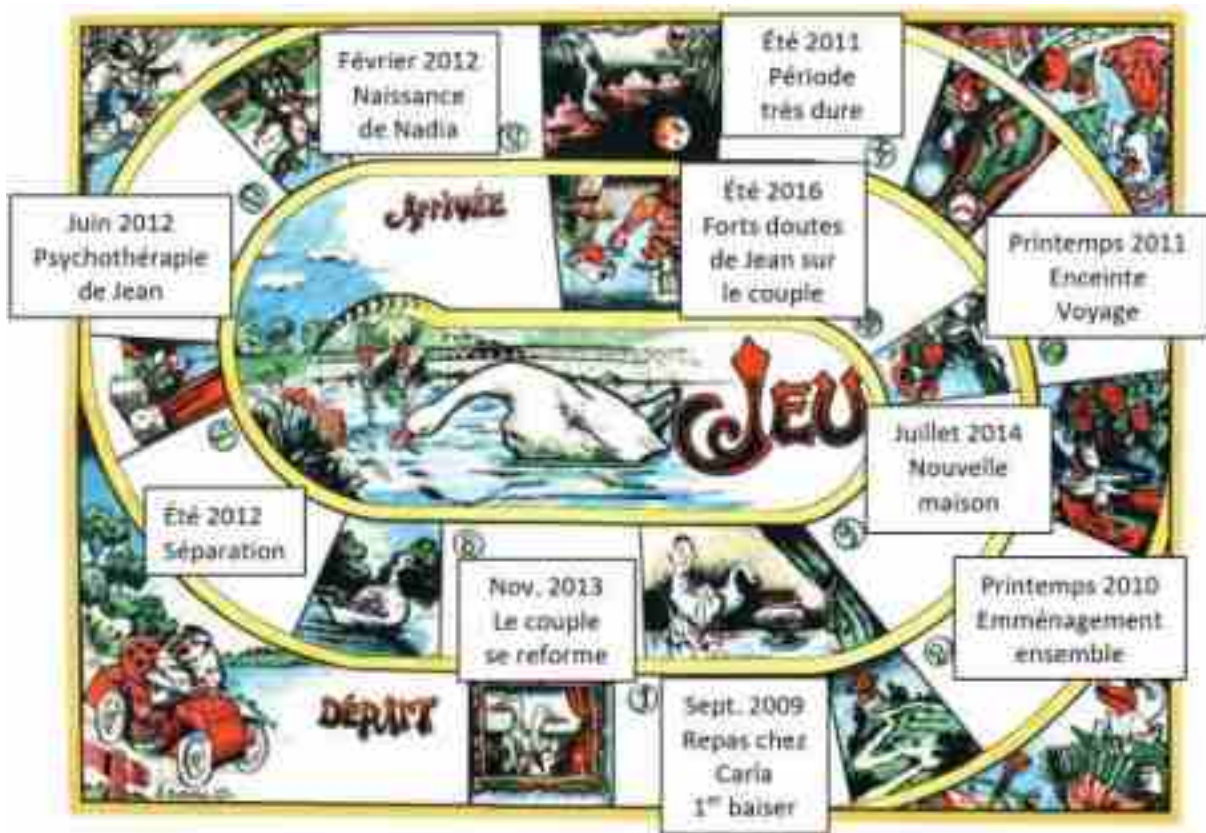 Février 2012
Naissance
de Nadia
Été 2011
Période
très dure
Juin 2012
Psychothérapie
de Jean
ARRIVÉE
Été 2016
Forts doutes
de Jean sur
le couple
Printemps 2011
Enceinte
Voyage
JEU
Juillet 2014
Nouvelle
maison
Été 2012
Séparation
8
Nov. 2013
Le couple
se reforme
Printemps 2010
Emménagement
ensemble
DÉPART
1
Sept. 2009
Repas chez
Carla
1er baiser